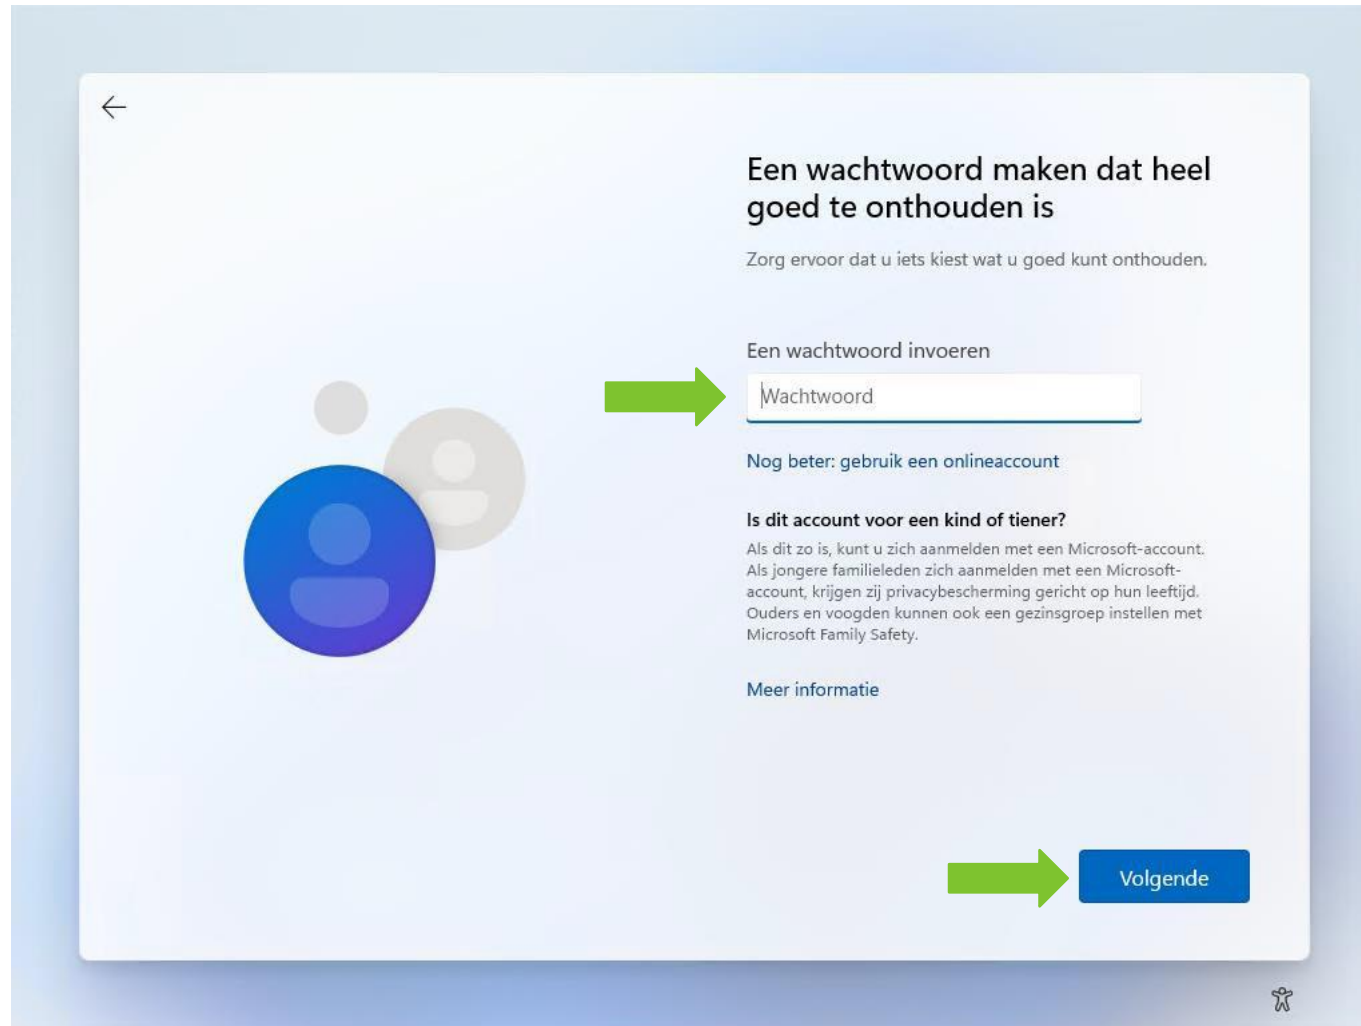 Een wachtwoord maken dat heel
goed te onthouden is
Zorg ervoor dat u iets kiest wat u goed kunt onthouden.
Een wachtwoord invoeren
Wachtwoord
Nog beter: gebruik een onlineaccount
Is dit account voor een kind of tiener?
Als dit zo is, kunt u zich aanmelden met een Microsoft-account.
Als jongere familieleden zich aanmelden met een Microsoft-
account, krijgen zij privacybescherming gericht op hun leeftijd.
Ouders en voogden kunnen ook een gezinsgroep instellen met
Microsoft Family Safety.
Meer informatie
Volgende